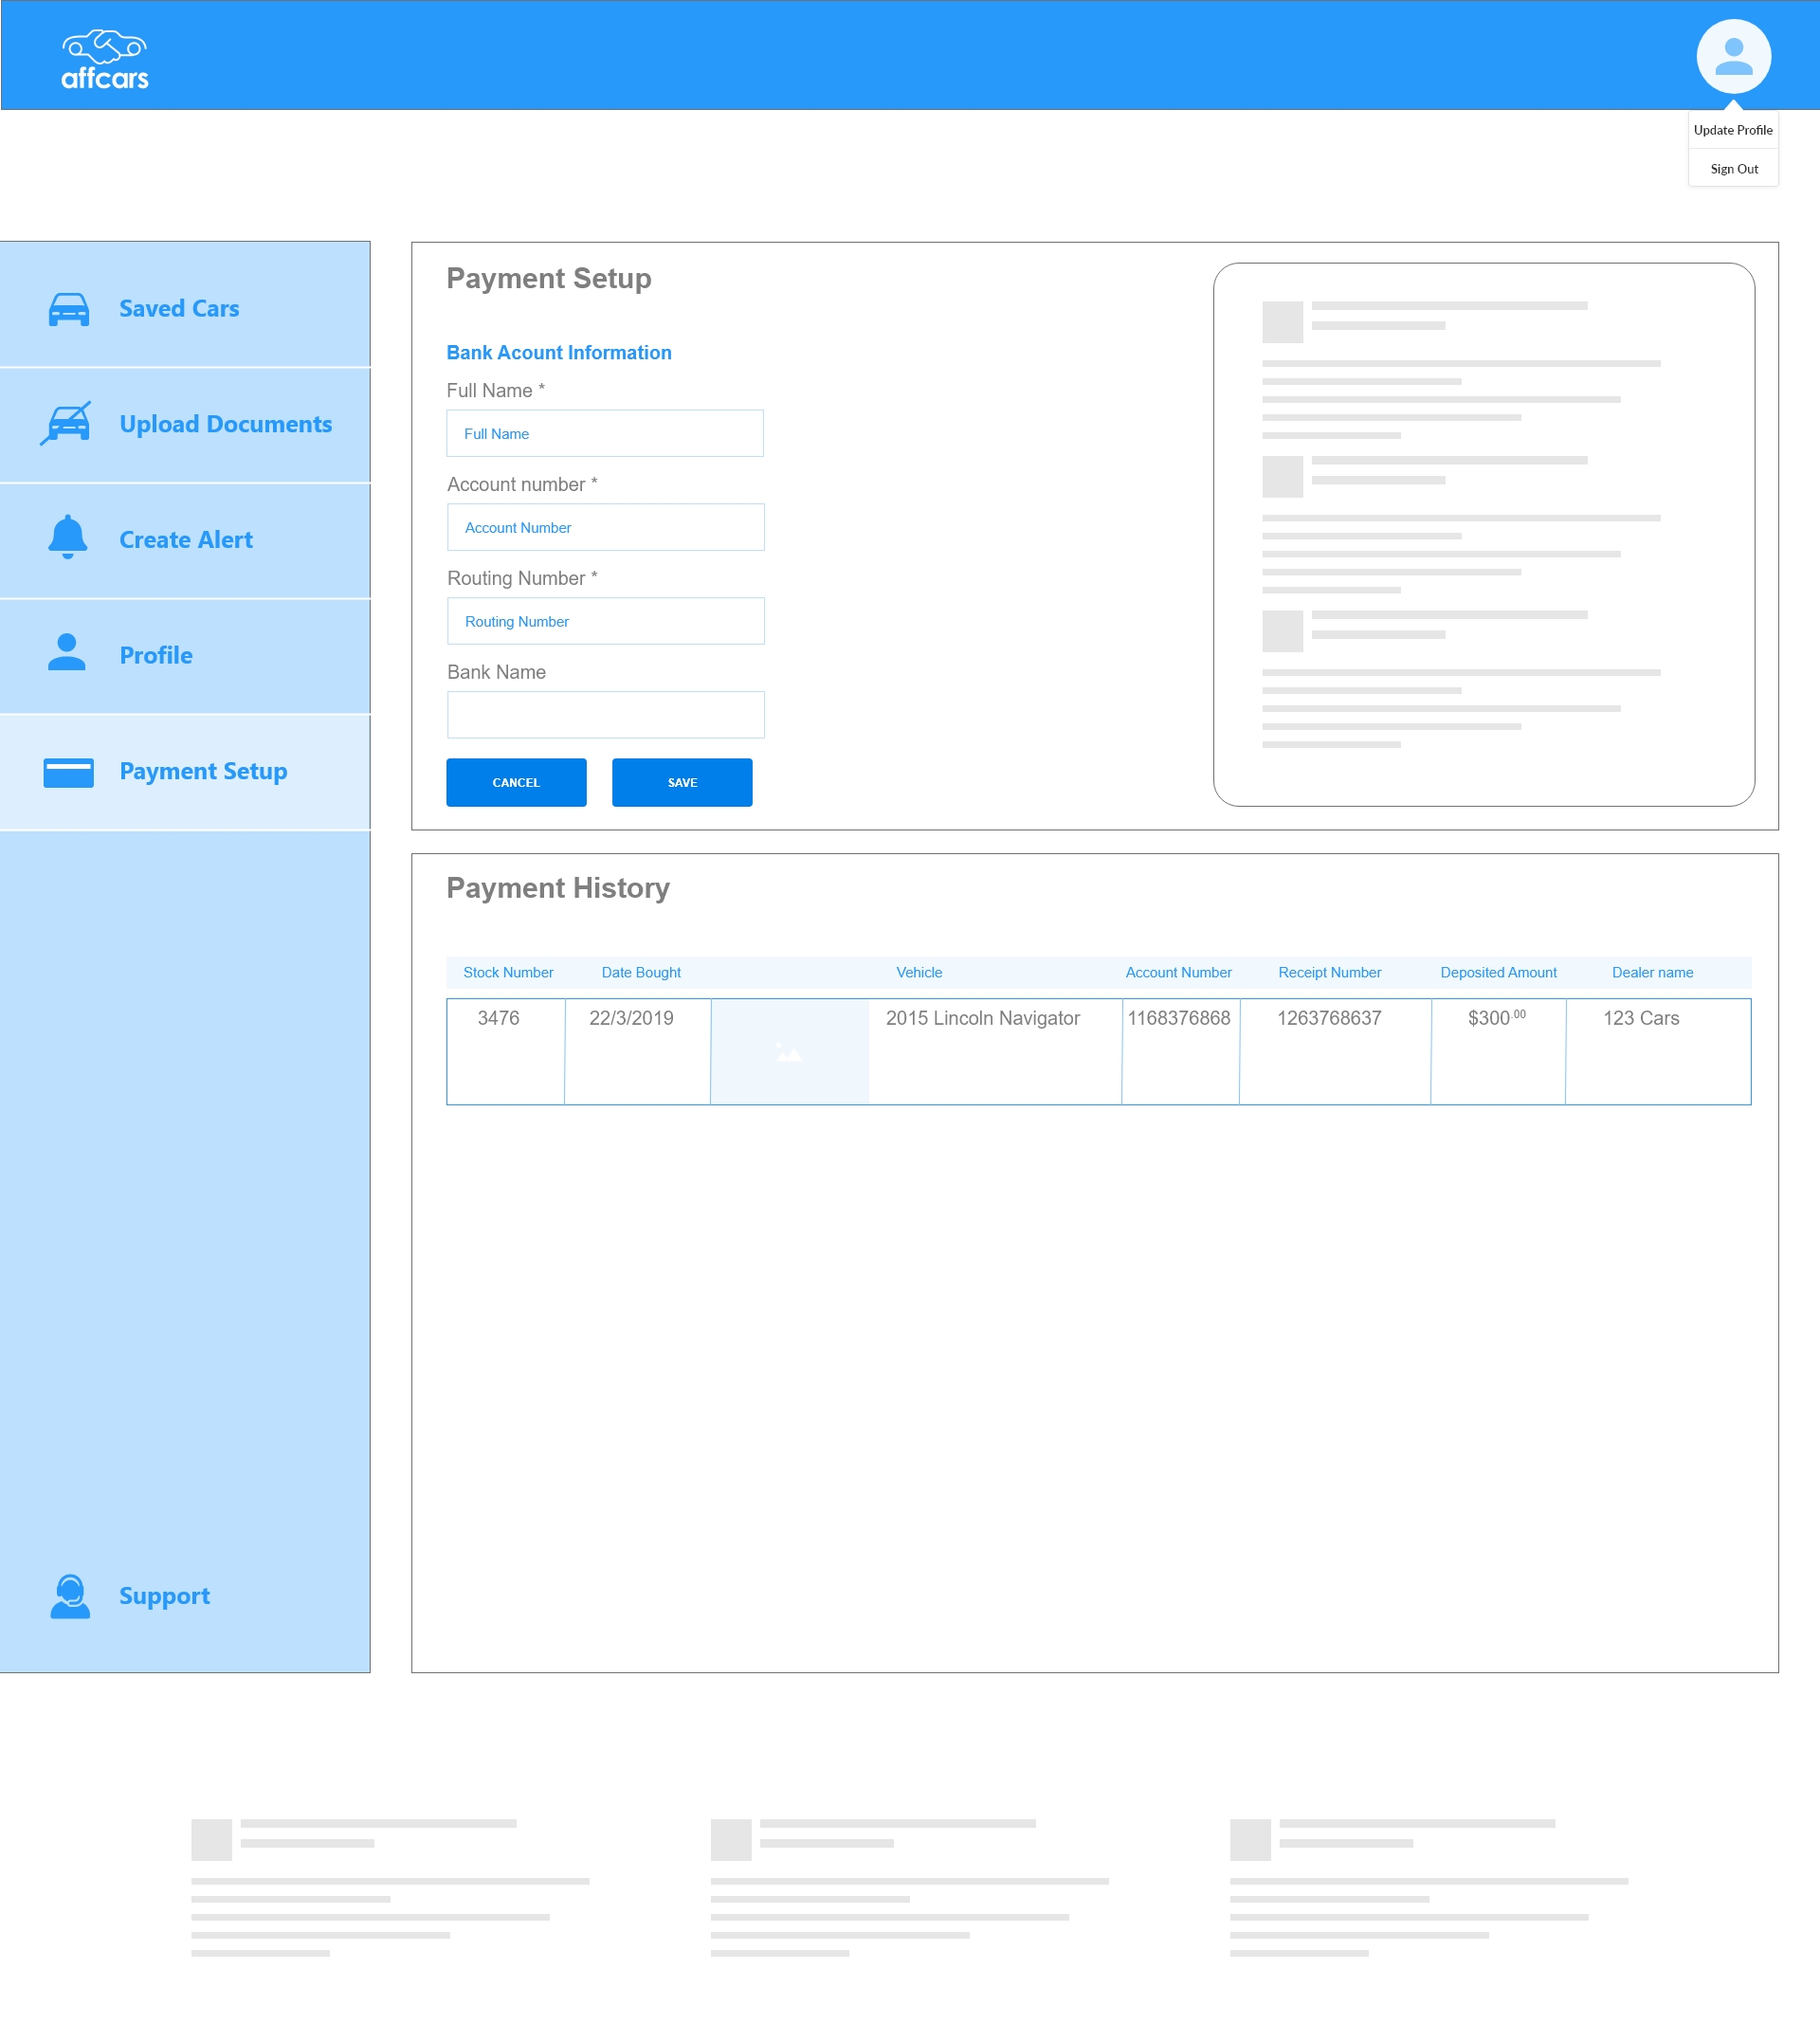 affcars
Update Profile
Sign Out
Saved Cars
Upload Documents
Create Alert
Profile
Payment Setup
Support
Payment Setup
Bank Acount Information
Full Name *
Full Name
Account number *
Account Number
Routing Number *
Routing Number
Bank Name
CANCEL SAVE
Payment History
Stock Number Date Bought Vehicle Account Number Receipt Number Deposited Amount Dealer name
3476 22/3/2019 2015 Lincoln Navigator 1168376868 1263768637 $300.00 123 Cars